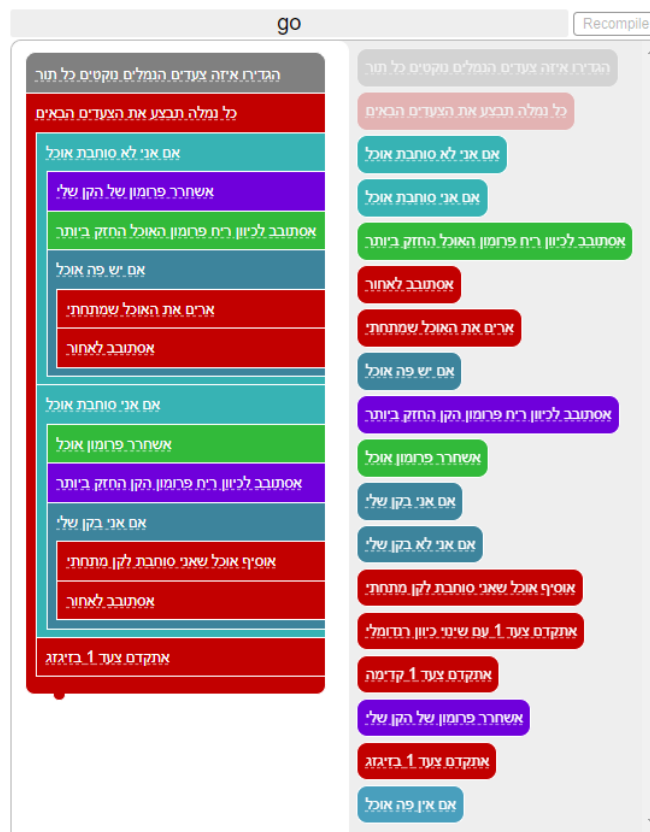 go
Recompile
הגדירו איזה צעדים הנמלים נוקטים כל תור
כל נמלה תבצע את הצעדים הבאים
אם אני לא סוחבת אוכל
אשחרר פרומון של הקן שלי
אסתובב לכיוון ריח פרומון האוכל החזק ביותר
אם יש פה אוכל
ארים את האוכל שמתחתי
אסתובב לאחור
אם אני סוחבת אוכל
אשחרר פרומון אוכל
אסתובב לכיוון ריח פרומון הקן החזק ביותר
אם אני בקן שלי
אוסיף אוכל שאני סוחבת לקן מתחתי
אסתובב לאחור
אתקדם צעד 1 בזיגזג
הגדירו איזה צעדים הנמלים נוקטים כל תור
כל נמלה תבצע את הצעדים הבאים
אם אני לא סוחבת אוכל
אם אני סוחבת אוכל
אסתובב לכיוון ריח פרומון האוכל החזק ביותר
אסתובב לאחור
ארים את האוכל שמתחתי
אם יש פה אוכל
אסתובב לכיוון ריח פרומון הקן החזק ביותר
אשחרר פרומון אוכל
אם אני בקן שלי
אם אני לא בקן שלי
אוסיף אוכל שאני סוחבת לקן מתחתי
אתקדם צעד 1 עם שינוי כיוון רנדומלי
אתקדם צעד 1 קדימה
אשחרר פרומון של הקן שלי
אתקדם צעד 1 בזיגזג
אם אין פה אוכל